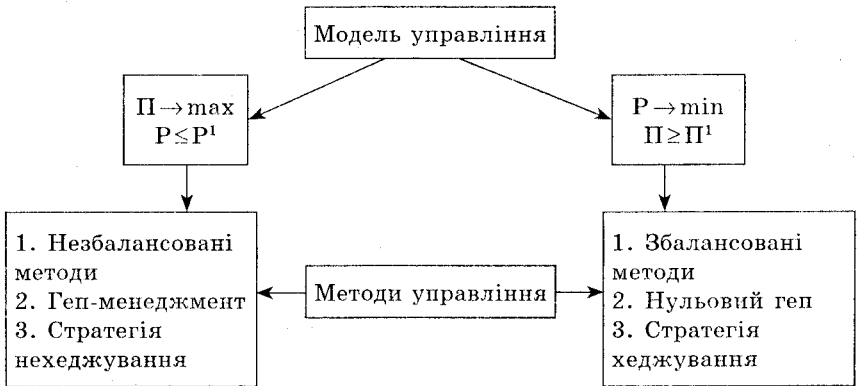 Модель управління
П→max
Р≤Р¹
Р→min
П≥П¹
1. Незбалансовані
методи
2. Геп-менеджмент
3. Стратегія
нехеджування
Методи управління
1. Збалансовані
методи
2. Нульовий геп
3. Стратегія
хеджування